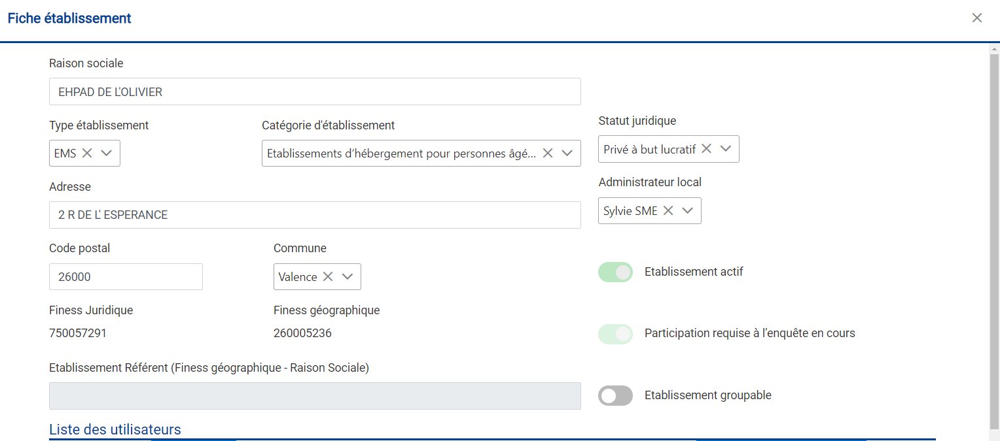 Fiche établissement
Raison sociale
EHPAD DE L'OLIVIER
Type établissement
Catégorie d'établissement
Statut juridique
EMS
Etablissements d‘hébergement pour personnes âgé...
Privé à but lucratif
Adresse
Administrateur local
2 R DE L' ESPERANCE
Sylvie SME
Code postal
Commune
26000
Valence
Etablissement actif
Finess Juridique
Finess géographique
750057291
260005236
Participation requise à l’enquête en cours
Etablissement Référent (Finess géographique - Raison Sociale)
Etablissement groupable
Liste des utilisateurs